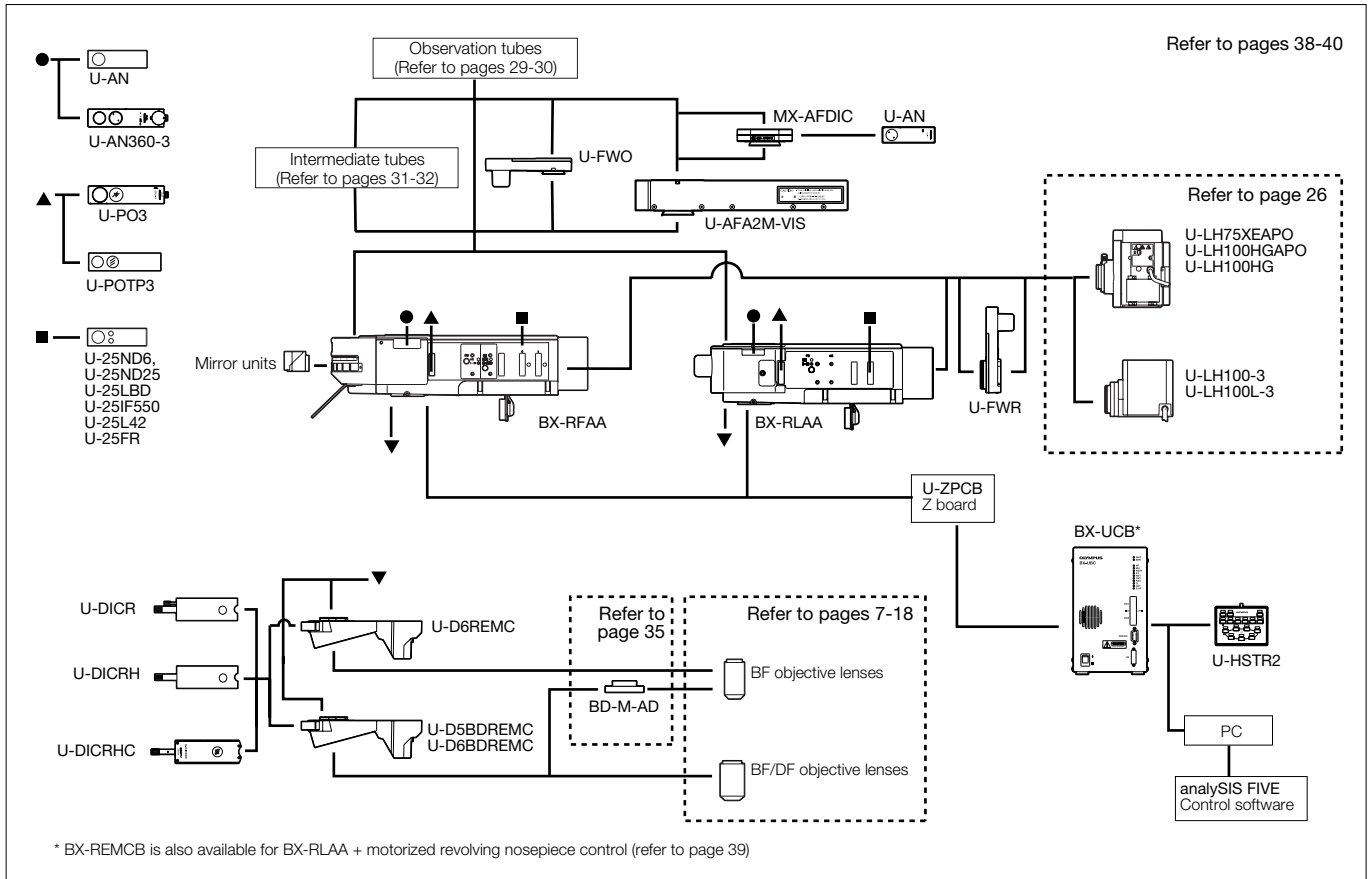 Observation tubes
(Refer to pages 29-30)
Refer to pages 38-40
U-AN
U-AN360-3
U-PO3
U-POTP3
U-25ND6,
U-25ND25
U-25LBD
U-25IF550
U-25L42
U-25FR
Intermediate tubes
(Refer to pages 31-32)
U-FWO
MX-AFDIC
U-AN
U-AFA2M-VIS
Refer to page 26
U-LH75XEAPO
U-LH100HGAPO
U-LH100HG
U-LH100-3
U-LH100L-3
Mirror units
BX-RFAA
BX-RLAA
U-FWR
U-ZPCB
Z board
BX-UCB*
OLYMPUS
U-HSTR2
PC
analySIS FIVE
Control software
U-DICR
U-DICRH
U-DICRHC
U-D6REMC
U-D5BDREMC
U-D6BDREMC
Refer to
page 35
BD-M-AD
Refer to pages 7-18
BF objective lenses
BF/DF objective lenses
* BX-REMCB is also available for BX-RLAA + motorized revolving nosepiece control (refer to page 39)